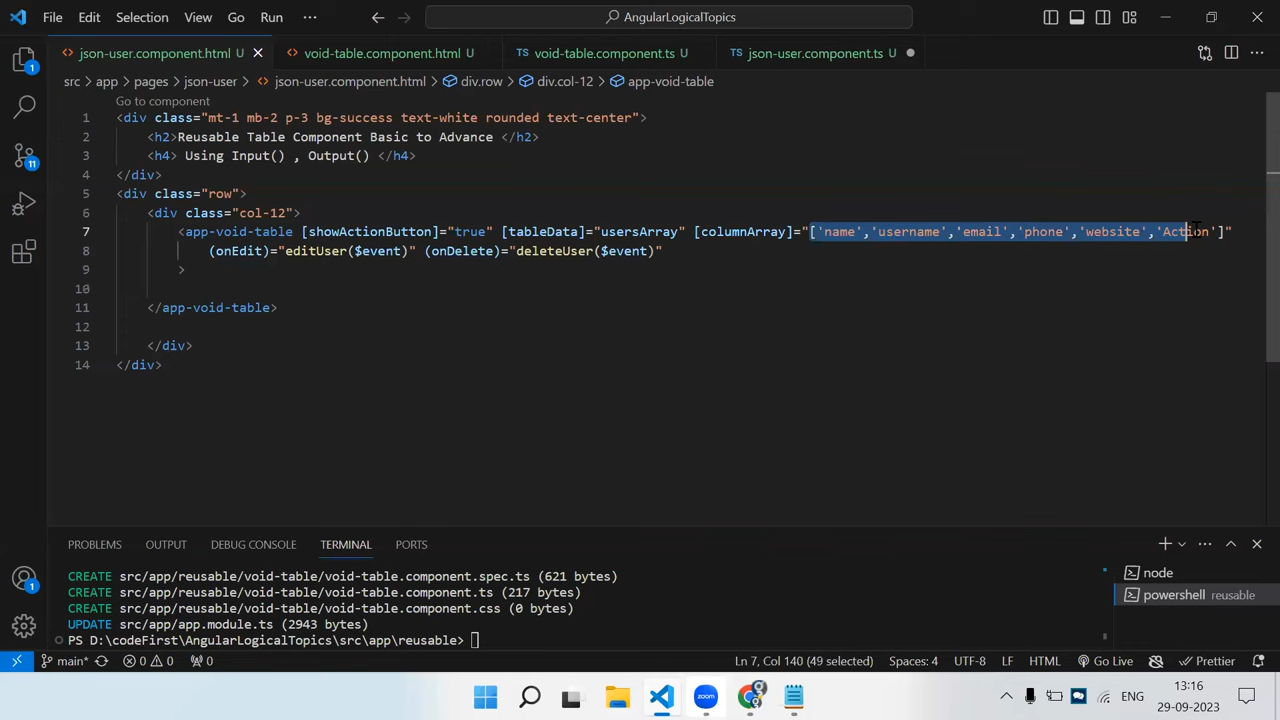 File Edit Selection View Go Run ··· AngularLogicalTopics
json-user.component.html void-table.component.html U void-table.component.ts U json-user.component.ts U
src > app > pages > json-user > json-user.component.html > div.row > div.col-12 > app-void-table
Go to component
1 <div class="mt-1 mb-2 p-3 bg-success text-white rounded text-center">
2 <h2>Reusable Table Component Basic to Advance </h2>
3 <h4> Using Input() , Output() </h4>
4 </div>
5 <div class="row">
6 <div class="col-12">
7 <app-void-table [showActionButton]="true" [tableData]="usersArray" [columnArray]="['name','username','email','phone','website','Action']"
8 (onEdit)="editUser($event)" (onDelete)="deleteUser($event)"
9 >
10
11 </app-void-table>
12
13 </div>
14 </div>
PROBLEMS OUTPUT DEBUG CONSOLE TERMINAL PORTS
CREATE src/app/reusable/void-table/void-table.component.spec.ts (621 bytes)
CREATE src/app/reusable/void-table/void-table.component.ts (217 bytes)
CREATE src/app/reusable/void-table/void-table.component.css (0 bytes)
UPDATE src/app/app.module.ts (2943 bytes)
PS D:\codeFirst\AngularLogicalTopics\src\app\reusable>
node
powershell reusable
1
11
1
main* 0 0 0 Ln 7, Col 140 (49 selected) Spaces: 4 UTF-8 LF HTML Go Live Prettier
zoom
ENG 13:16
29-09-2023